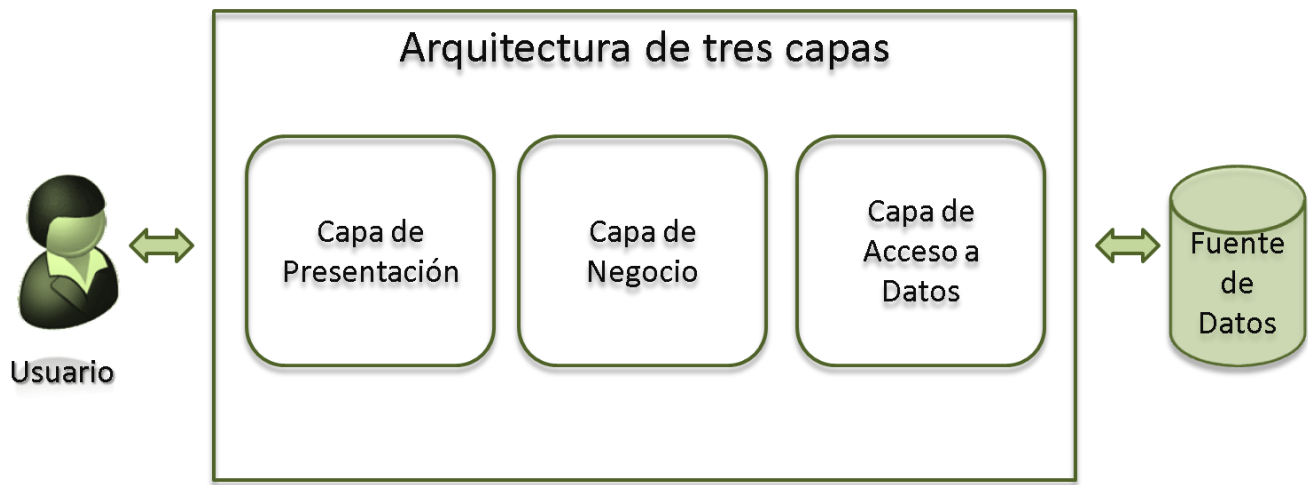 Arquitectura de tres capas
Usuario
Capa de
Presentación
Capa de
Negocio
Capa de
Acceso a
Datos
Fuente
de
Datos